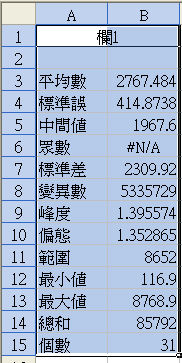 A B
1 欄1
2
3 平均數 2767.484
4 標準誤 414.8738
5 中間值 1967.6
6 眾數 #N/A
7 標準差 2309.92
8 變異數 5335729
9 峰度 1.395574
10 偏態 1.352865
11 範圍 8652
12 最小值 116.9
13 最大值 8768.9
14 總和 85792
15 個數 31